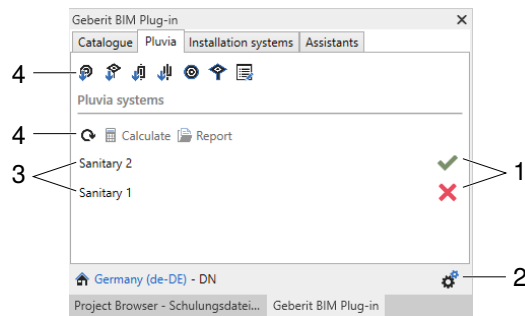 Geberit BIM Plug-in
Catalogue Pluvia Installation systems Assistants
4
Pluvia systems
4 Calculate Report
Sanitary 2
3 1
Sanitary 1
Germany (de-DE) - DN 2
Project Browser - Schulungsdatei... Geberit BIM Plug-in